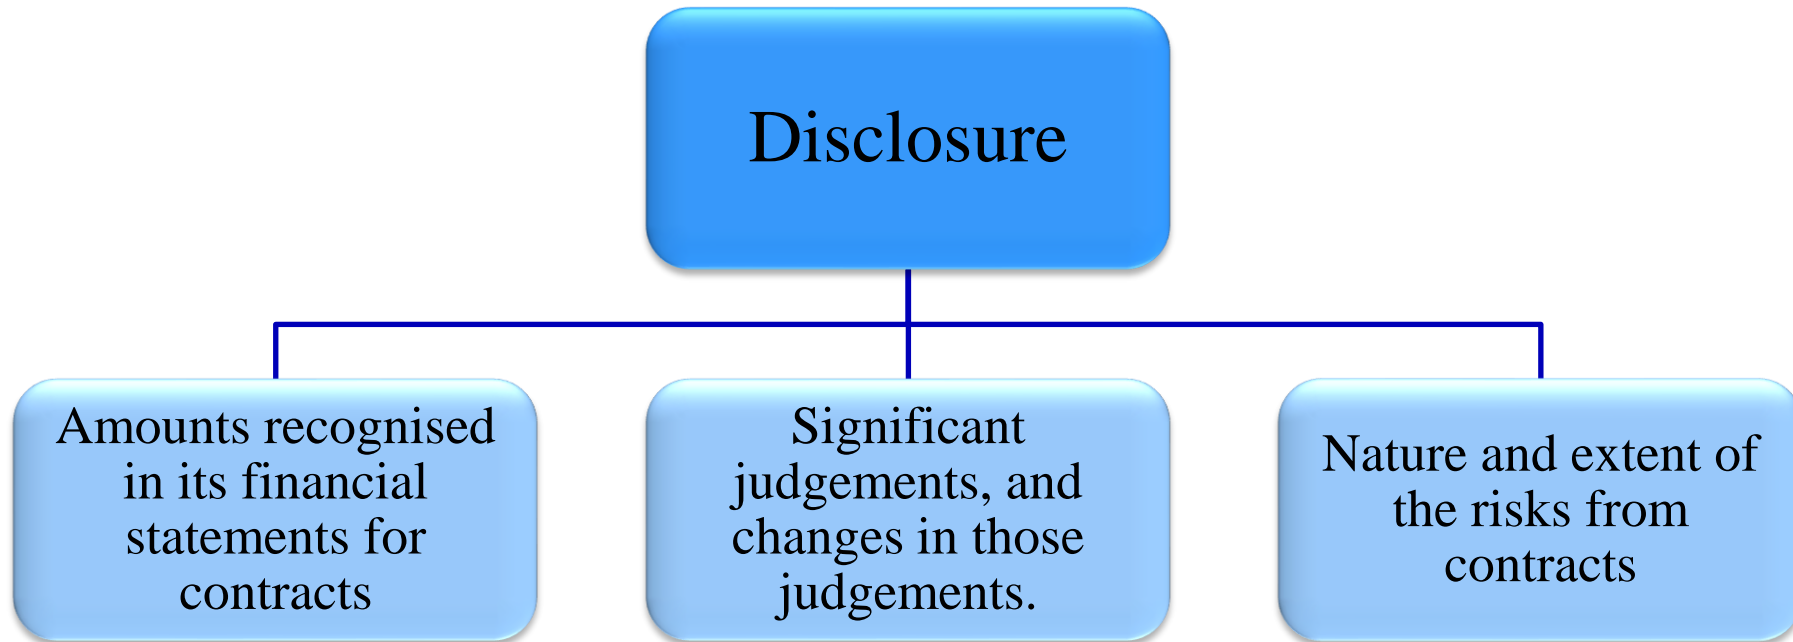 Disclosure
Amounts recognised
in its financial
statements for
contracts
Significant
judgements, and
changes in those
judgements.
Nature and extent of
the risks from
contracts